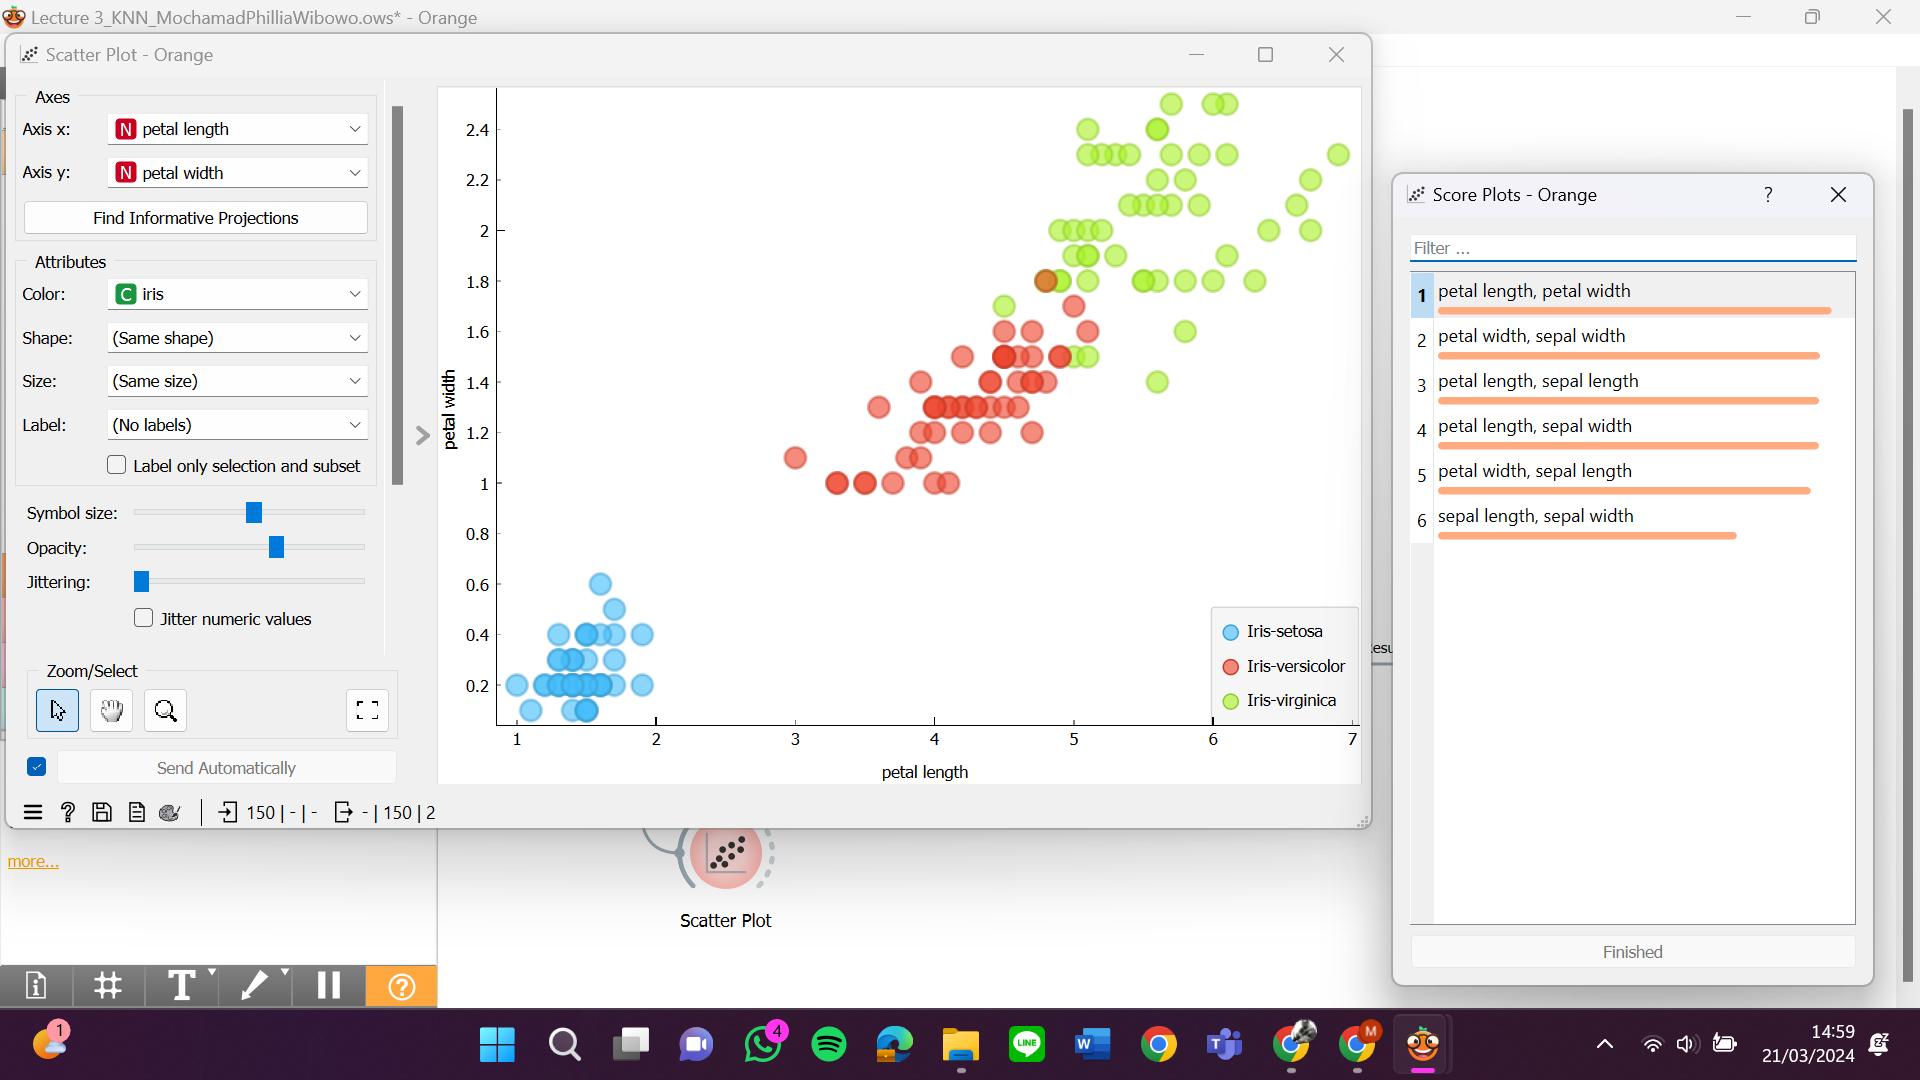 Lecture 3_KNN_MochamadPhilliaWibowo.ows* - Orange
Scatter Plot - Orange
Axes
Axis x: N petal length
Axis y: N petal width
Find Informative Projections
Attributes
Color: C iris
Shape: (Same shape)
Size: (Same size)
Label: (No labels)
Label only selection and subset
Symbol size:
Opacity:
Jittering:
Jitter numeric values
Zoom/Select
Send Automatically
150 | - | - - | 150 | 2
petal width
2.4
2.2
2
1.8
1.6
1.4
1.2
1
0.8
0.6
0.4
0.2
1 2 3 4 5 6 7
petal length
Iris-setosa
Iris-versicolor
Iris-virginica
Score Plots - Orange
?
Filter ...
1 petal length, petal width
2 petal width, sepal width
3 petal length, sepal length
4 petal length, sepal width
5 petal width, sepal length
6 sepal length, sepal width
Finished
more...
Scatter Plot
T
1
4
LINE
W
M
14:59
21/03/2024